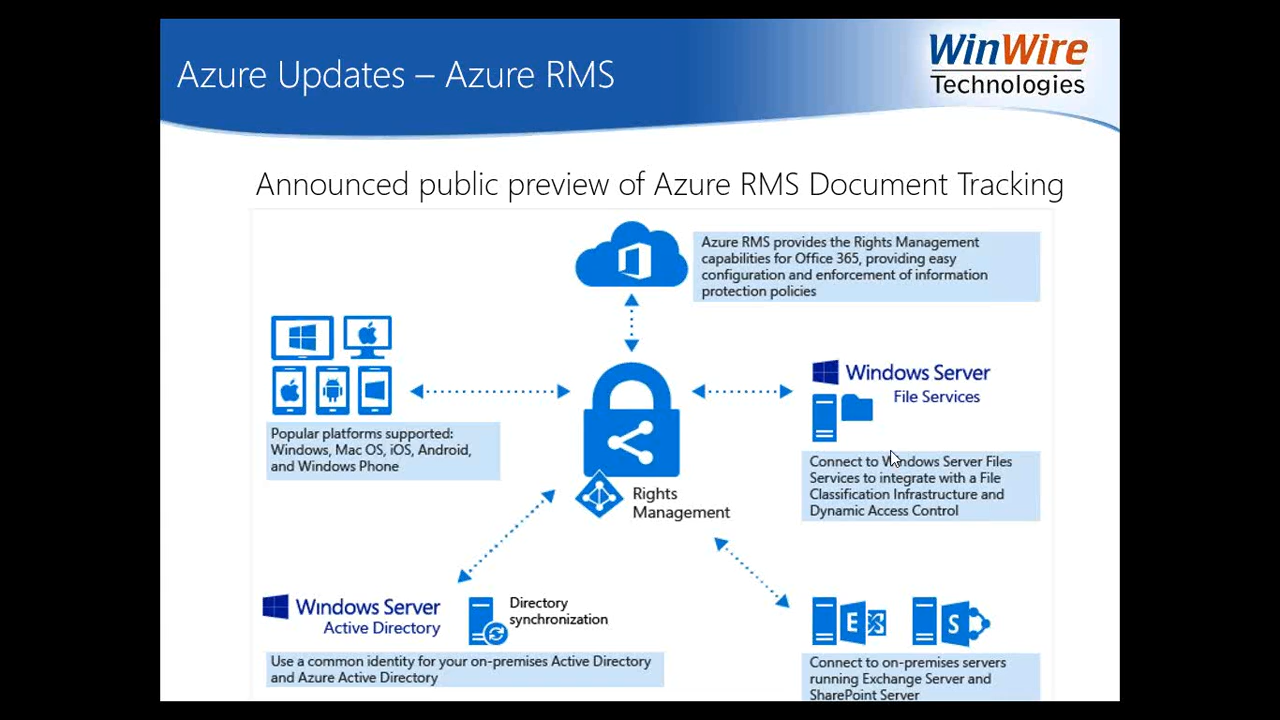 Azure Updates – Azure RMS
WinWire
Technologies
Announced public preview of Azure RMS Document Tracking
Azure RMS provides the Rights Management
capabilities for Office 365, providing easy
configuration and enforcement of information
protection policies
Popular platforms supported:
Windows, Mac OS, iOS, Android,
and Windows Phone
Windows Server
File Services
Connect to Windows Server Files
Services to integrate with a File
Classification Infrastructure and
Dynamic Access Control
Rights
Management
Windows Server
Active Directory
Directory
synchronization
Use a common identity for your on-premises Active Directory
and Azure Active Directory
E
S
Connect to on-premises servers
running Exchange Server and
SharePoint Server